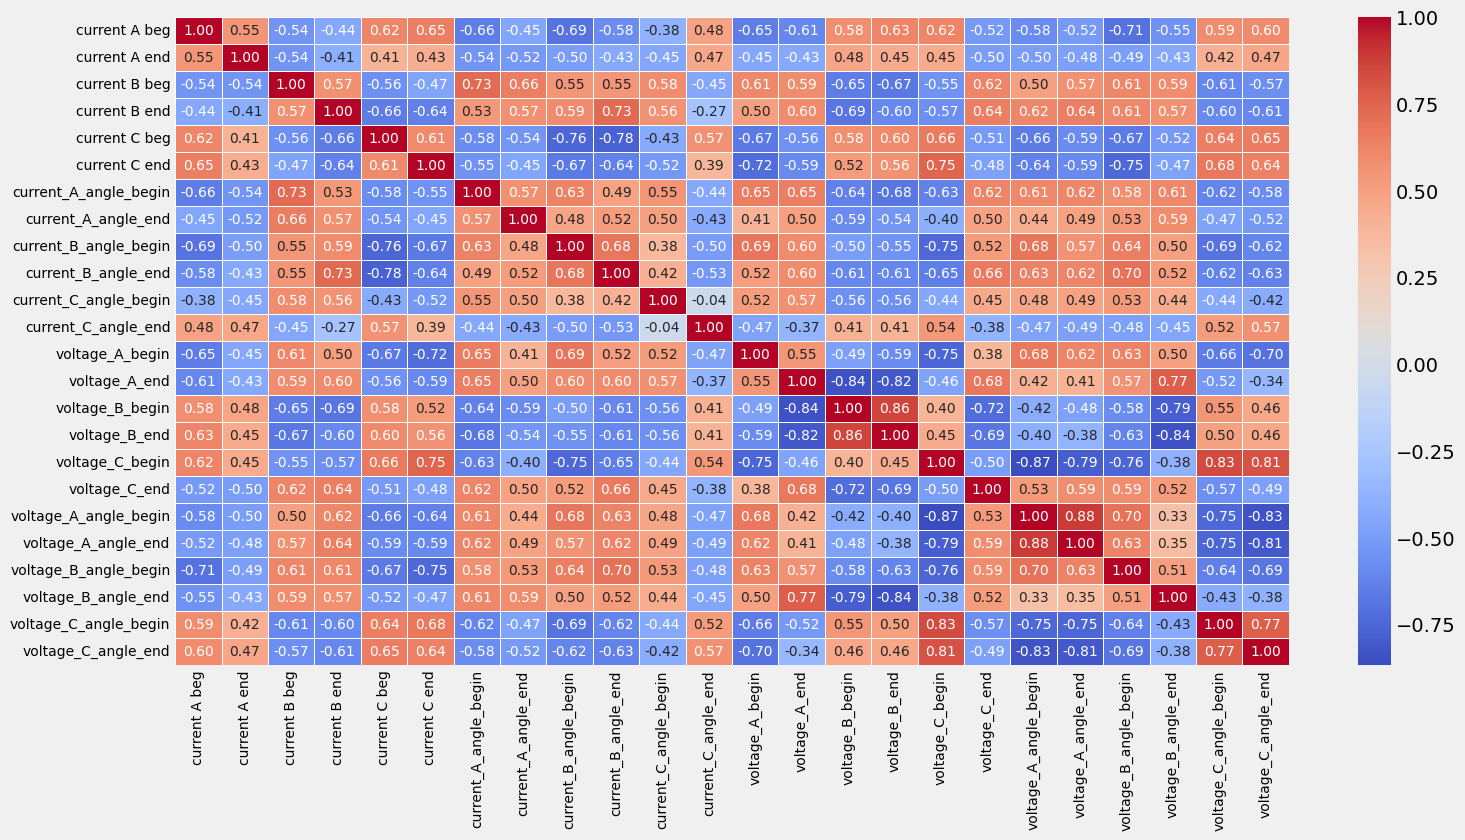 current A beg 1.00 0.55 -0.54 -0.44 0.62 0.65 -0.66 -0.45 -0.69 -0.58 -0.38 0.48 -0.65 -0.61 0.58 0.63 0.62 -0.52 -0.58 -0.52 -0.71 -0.55 0.59 0.60
current A end 0.55 1.00 -0.54 -0.41 0.41 0.43 -0.54 -0.52 -0.50 -0.43 -0.45 0.47 -0.45 -0.43 0.48 0.45 0.45 -0.50 -0.50 -0.48 -0.49 -0.43 0.42 0.47
current B beg -0.54 -0.54 1.00 0.57 -0.56 -0.47 0.73 0.66 0.55 0.55 0.58 -0.45 0.61 0.59 -0.65 -0.67 -0.55 0.62 0.50 0.57 0.61 0.59 -0.61 -0.57
current B end -0.44 -0.41 0.57 1.00 -0.66 -0.64 0.53 0.57 0.59 0.73 0.56 -0.27 0.50 0.60 -0.69 -0.60 -0.57 0.64 0.62 0.64 0.61 0.57 -0.60 -0.61
current C beg 0.62 0.41 -0.56 -0.66 1.00 0.61 -0.58 -0.54 -0.76 -0.78 -0.43 0.57 -0.67 -0.56 0.58 0.60 0.66 -0.51 -0.66 -0.59 -0.67 -0.52 0.64 0.65
current C end 0.65 0.43 -0.47 -0.64 0.61 1.00 -0.55 -0.45 -0.67 -0.64 -0.52 0.39 -0.72 -0.59 0.52 0.56 0.75 -0.48 -0.64 -0.59 -0.75 -0.47 0.68 0.64
current_A_angle_begin -0.66 -0.54 0.73 0.53 -0.58 -0.55 1.00 0.57 0.63 0.49 0.55 -0.44 0.65 0.65 -0.64 -0.68 -0.63 0.62 0.61 0.62 0.58 0.61 -0.62 -0.58
current_A_angle_end -0.45 -0.52 0.66 0.57 -0.54 -0.45 0.57 1.00 0.48 0.52 0.50 -0.43 0.41 0.50 -0.59 -0.54 -0.40 0.50 0.44 0.49 0.53 0.59 -0.47 -0.52
current_B_angle_begin -0.69 -0.50 0.55 0.59 -0.76 -0.67 0.63 0.48 1.00 0.68 0.38 -0.50 0.69 0.60 -0.50 -0.55 -0.75 0.52 0.68 0.57 0.64 0.50 -0.69 -0.62
current_B_angle_end -0.58 -0.43 0.55 0.73 -0.78 -0.64 0.49 0.52 0.68 1.00 0.42 -0.53 0.52 0.60 -0.61 -0.61 -0.65 0.66 0.63 0.62 0.70 0.52 -0.62 -0.63
current_C_angle_begin -0.38 -0.45 0.58 0.56 -0.43 -0.52 0.55 0.50 0.38 0.42 1.00 -0.04 0.52 0.57 -0.56 -0.56 -0.44 0.45 0.48 0.49 0.53 0.44 -0.44 -0.42
current_C_angle_end 0.48 0.47 -0.45 -0.27 0.57 0.39 -0.44 -0.43 -0.50 -0.53 -0.04 1.00 -0.47 -0.37 0.41 0.41 0.54 -0.38 -0.47 -0.49 -0.48 -0.45 0.52 0.57
voltage_A_begin -0.65 -0.45 0.61 0.50 -0.67 -0.72 0.65 0.41 0.69 0.52 0.52 -0.47 1.00 0.55 -0.49 -0.59 -0.75 0.38 0.68 0.62 0.63 0.50 -0.66 -0.70
voltage_A_end -0.61 -0.43 0.59 0.60 -0.56 -0.59 0.65 0.50 0.60 0.60 0.57 -0.37 0.55 1.00 -0.84 -0.82 -0.46 0.68 0.42 0.41 0.57 0.77 -0.52 -0.34
voltage_B_begin 0.58 0.48 -0.65 -0.69 0.58 0.52 -0.64 -0.59 -0.50 -0.61 -0.56 0.41 -0.49 -0.84 1.00 0.86 0.40 -0.72 -0.42 -0.48 -0.58 -0.79 0.55 0.46
voltage_B_end 0.63 0.45 -0.67 -0.60 0.60 0.56 -0.68 -0.54 -0.55 -0.61 -0.56 0.41 -0.59 -0.82 0.86 1.00 0.45 -0.69 -0.40 -0.38 -0.63 -0.84 0.50 0.46
voltage_C_begin 0.62 0.45 -0.55 -0.57 0.66 0.75 -0.63 -0.40 -0.75 -0.65 -0.44 0.54 -0.75 -0.46 0.40 0.45 1.00 -0.50 -0.87 -0.79 -0.76 -0.38 0.83 0.81
voltage_C_end -0.52 -0.50 0.62 0.64 -0.51 -0.48 0.62 0.50 0.52 0.66 0.45 -0.38 0.38 0.68 -0.72 -0.69 -0.50 1.00 0.53 0.59 0.59 0.52 -0.57 -0.49
voltage_A_angle_begin -0.58 -0.50 0.50 0.62 -0.66 -0.64 0.61 0.44 0.68 0.63 0.48 -0.47 0.68 0.42 -0.42 -0.40 -0.87 0.53 1.00 0.88 0.70 0.33 -0.75 -0.83
voltage_A_angle_end -0.52 -0.48 0.57 0.64 -0.59 -0.59 0.62 0.49 0.57 0.62 0.49 -0.49 0.62 0.41 -0.48 -0.38 -0.79 0.59 0.88 1.00 0.63 0.35 -0.75 -0.81
voltage_B_angle_begin -0.71 -0.49 0.61 0.61 -0.67 -0.75 0.58 0.53 0.64 0.70 0.53 -0.48 0.63 0.57 -0.58 -0.63 -0.76 0.59 0.70 0.63 1.00 0.51 -0.64 -0.69
voltage_B_angle_end -0.55 -0.43 0.59 0.57 -0.52 -0.47 0.61 0.59 0.50 0.52 0.44 -0.45 0.50 0.77 -0.79 -0.84 -0.38 0.52 0.33 0.35 0.51 1.00 -0.43 -0.38
voltage_C_angle_begin 0.59 0.42 -0.61 -0.60 0.64 0.68 -0.62 -0.47 -0.69 -0.62 -0.44 0.52 -0.66 -0.52 0.55 0.50 0.83 -0.57 -0.75 -0.75 -0.64 -0.43 1.00 0.77
voltage_C_angle_end 0.60 0.47 -0.57 -0.61 0.65 0.64 -0.58 -0.52 -0.62 -0.63 -0.42 0.57 -0.70 -0.34 0.46 0.46 0.81 -0.49 -0.83 -0.81 -0.69 -0.38 0.77 1.00
current A beg
current A end
current B beg
current B end
current C beg
current C end
current_A_angle_begin
current_A_angle_end
current_B_angle_begin
current_B_angle_end
current_C_angle_begin
current_C_angle_end
voltage_A_begin
voltage_A_end
voltage_B_begin
voltage_B_end
voltage_C_begin
voltage_C_end
voltage_A_angle_begin
voltage_A_angle_end
voltage_B_angle_begin
voltage_B_angle_end
voltage_C_angle_begin
voltage_C_angle_end
1.00
0.75
0.50
0.25
0.00
−0.25
−0.50
−0.75